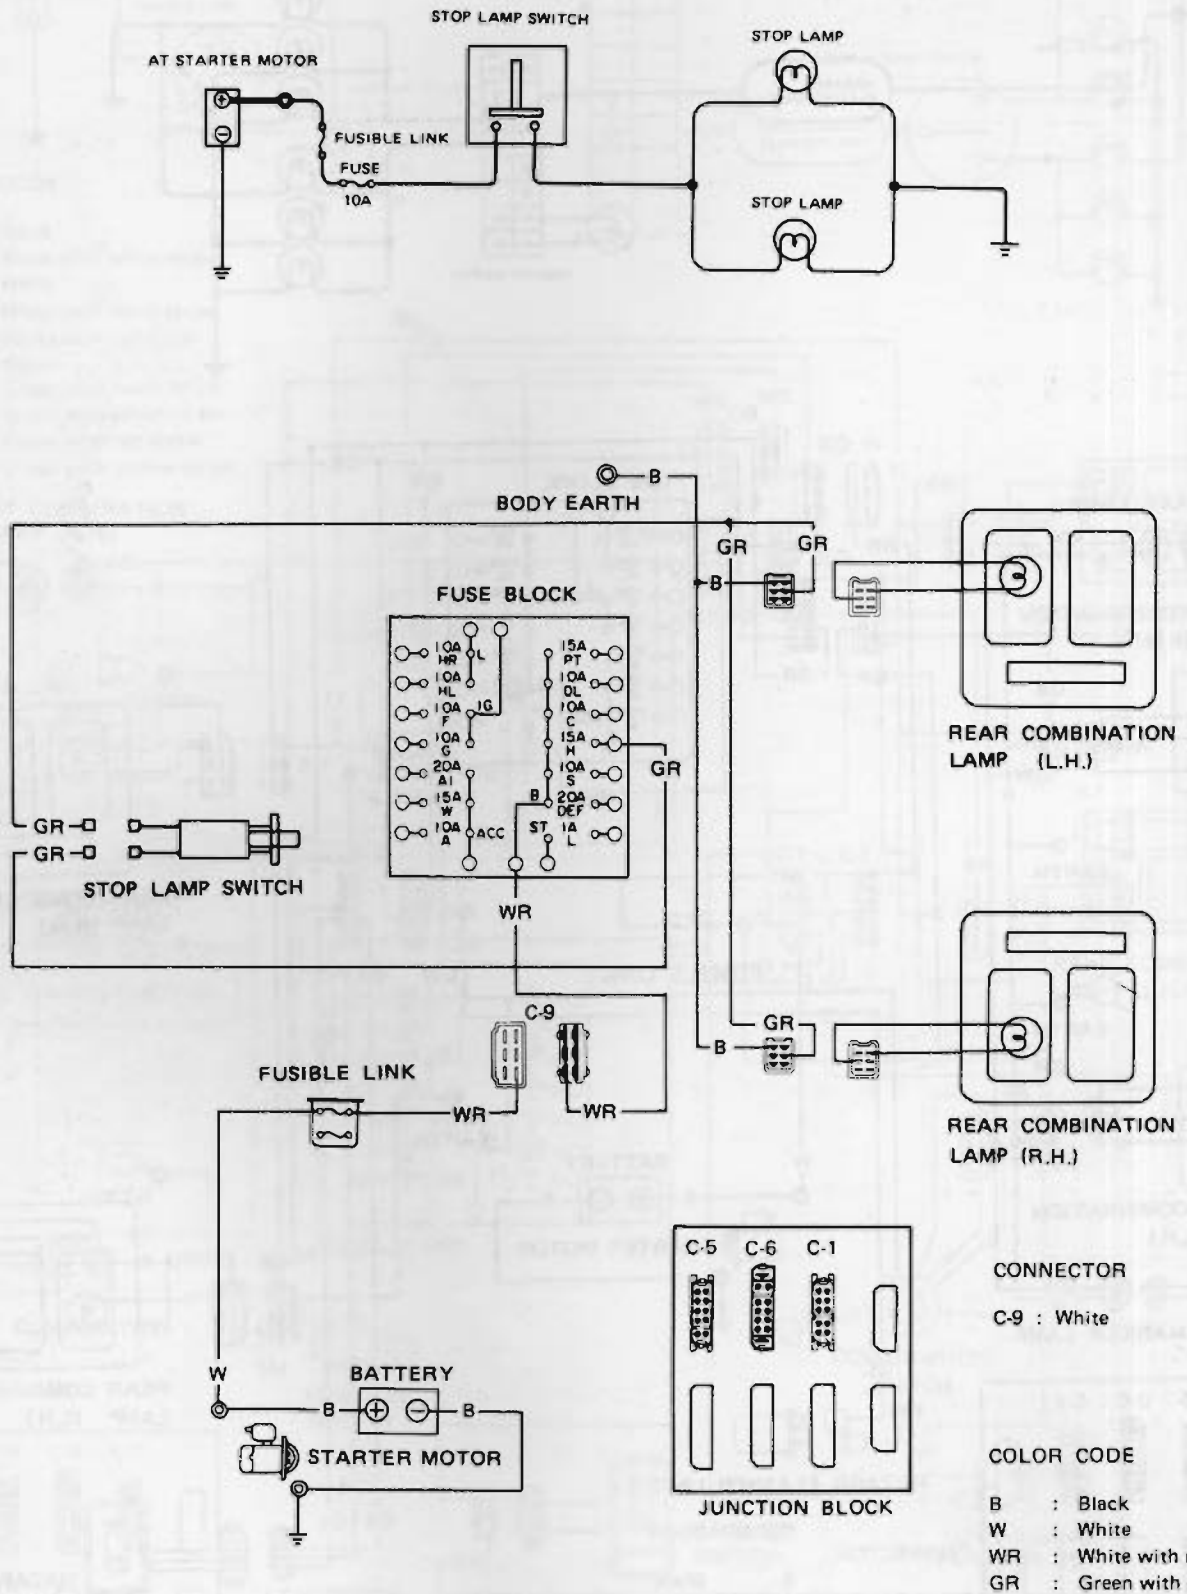 STOP LAMP SWITCH
AT STARTER MOTOR
STOP LAMP
+
−
FUSIBLE LINK
FUSE
10A
STOP LAMP
BODY EARTH
B
GR
GR
B
FUSE BLOCK
10A HR
L
15A PT
10A HL
10A DL
10A F
IG
10A C
10A G
15A H
20A AI
10A S
15A W
B
20A DEF
10A A
ACC
ST
1A L
GR
REAR COMBINATION
LAMP (L.H.)
GR
GR
STOP LAMP SWITCH
WR
C-9
GR
B
FUSIBLE LINK
WR
WR
REAR COMBINATION
LAMP (R.H.)
W
BATTERY
B
+
−
B
STARTER MOTOR
C-5 C-6 C-1
JUNCTION BLOCK
CONNECTOR
C-9 : White
COLOR CODE
B : Black
W : White
WR : White with
GR : Green with